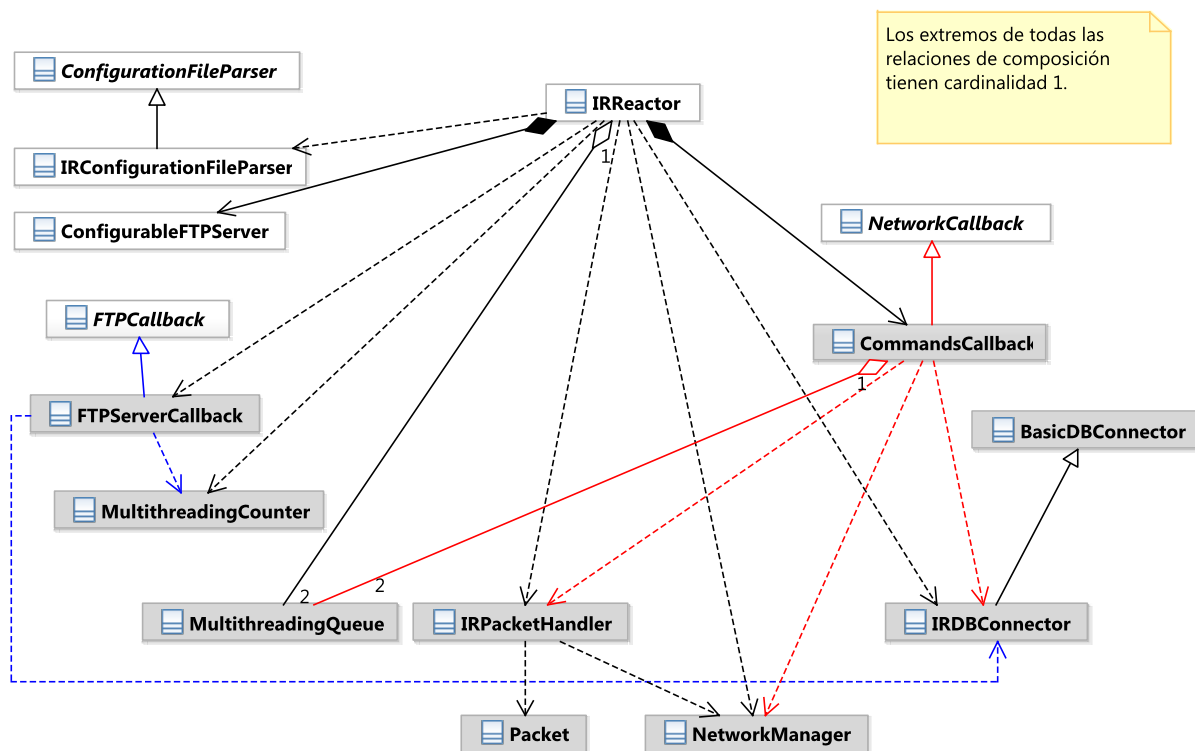 Los extremos de todas las
relaciones de composición
tienen cardinalidad 1.
ConfigurationFileParser
IRReactor
1
IRConfigurationFileParser
ConfigurableFTPServer
NetworkCallback
FTPCallback
CommandsCallback
1
FTPServerCallback
BasicDBConnector
MultithreadingCounter
2
2
MultithreadingQueue
IRPacketHandler
IRDBConnector
Packet
NetworkManager